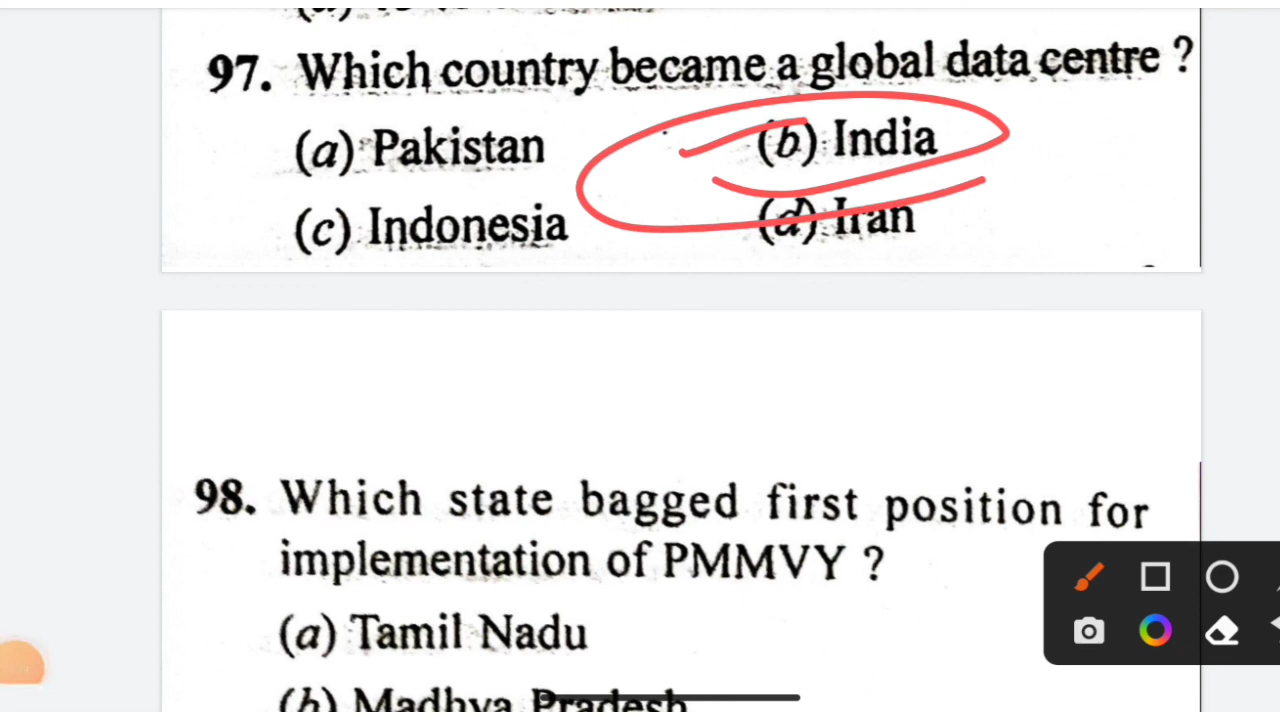 97. Which country became a global data centre ?
(a) Pakistan (b) India
(c) Indonesia (d) Iran
98. Which state bagged first position for
implementation of PMMVY ?
(a) Tamil Nadu
(b) Madhya Pradesh